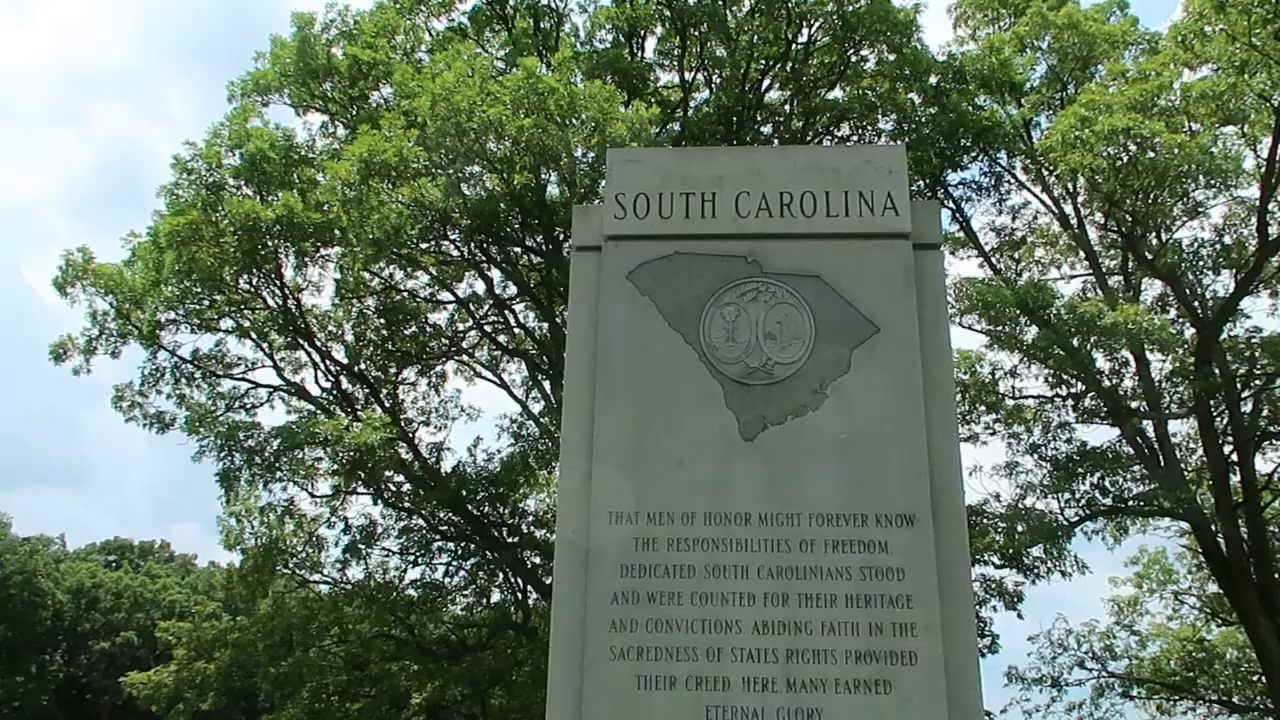 SOUTH CAROLINA
THAT MEN OF HONOR MIGHT FOREVER KNOW
THE RESPONSIBILITIES OF FREEDOM,
DEDICATED SOUTH CAROLINIANS STOOD
AND WERE COUNTED FOR THEIR HERITAGE
AND CONVICTIONS. ABIDING FAITH IN THE
SACREDNESS OF STATES RIGHTS PROVIDED
THEIR CREED. HERE, MANY EARNED
ETERNAL GLORY